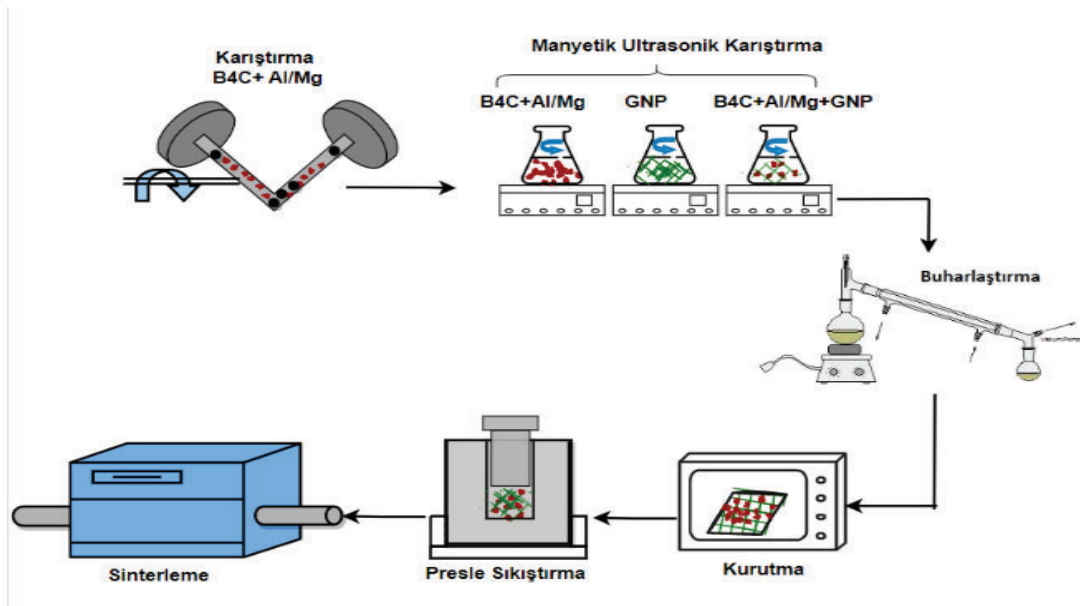 Karıştırma
B4C+ Al/Mg
Manyetik Ultrasonik Karıştırma
B4C+Al/Mg
GNP
B4C+Al/Mg+GNP
Buharlaştırma
Sinterleme
Presle Sıkıştırma
Kurutma